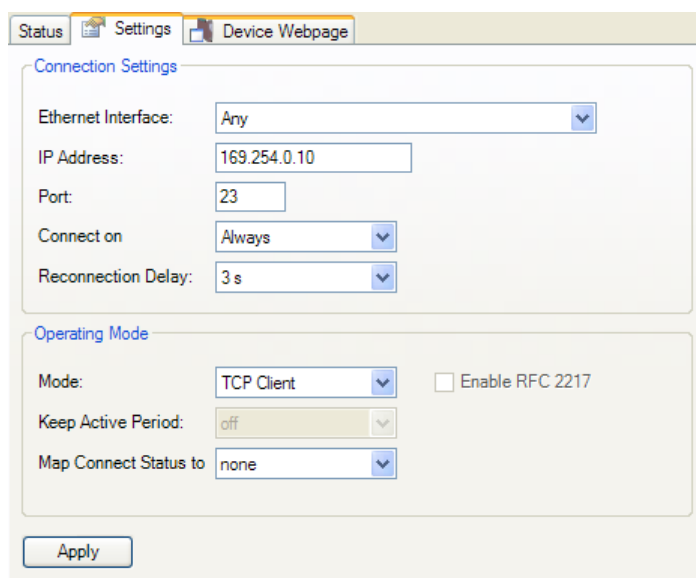 Status Settings Device Webpage
Connection Settings
Ethernet Interface: Any
IP Address: 169.254.0.10
Port: 23
Connect on Always
Reconnection Delay: 3 s
Operating Mode
Mode: TCP Client Enable RFC 2217
Keep Active Period: off
Map Connect Status to none
Apply